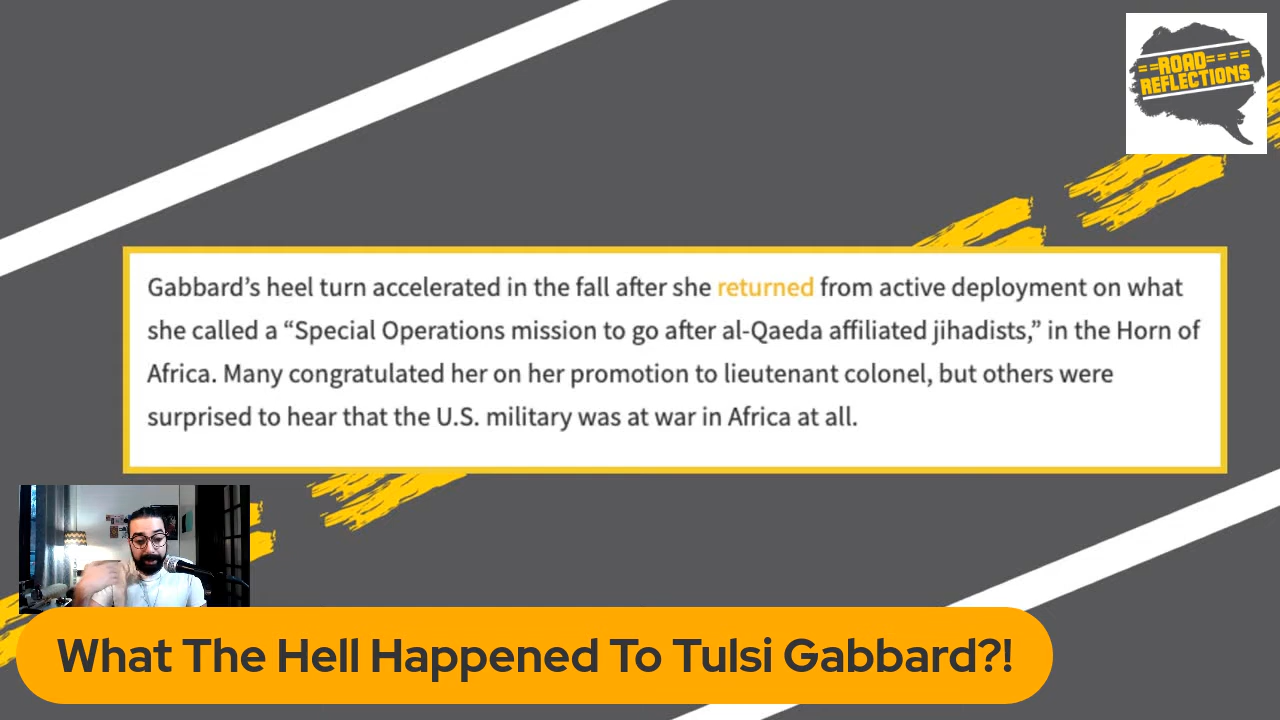 ==ROAD====
REFLECTIONS
Gabbard’s heel turn accelerated in the fall after she returned from active deployment on what
she called a “Special Operations mission to go after al-Qaeda affiliated jihadists,” in the Horn of
Africa. Many congratulated her on her promotion to lieutenant colonel, but others were
surprised to hear that the U.S. military was at war in Africa at all.
What The Hell Happened To Tulsi Gabbard?!